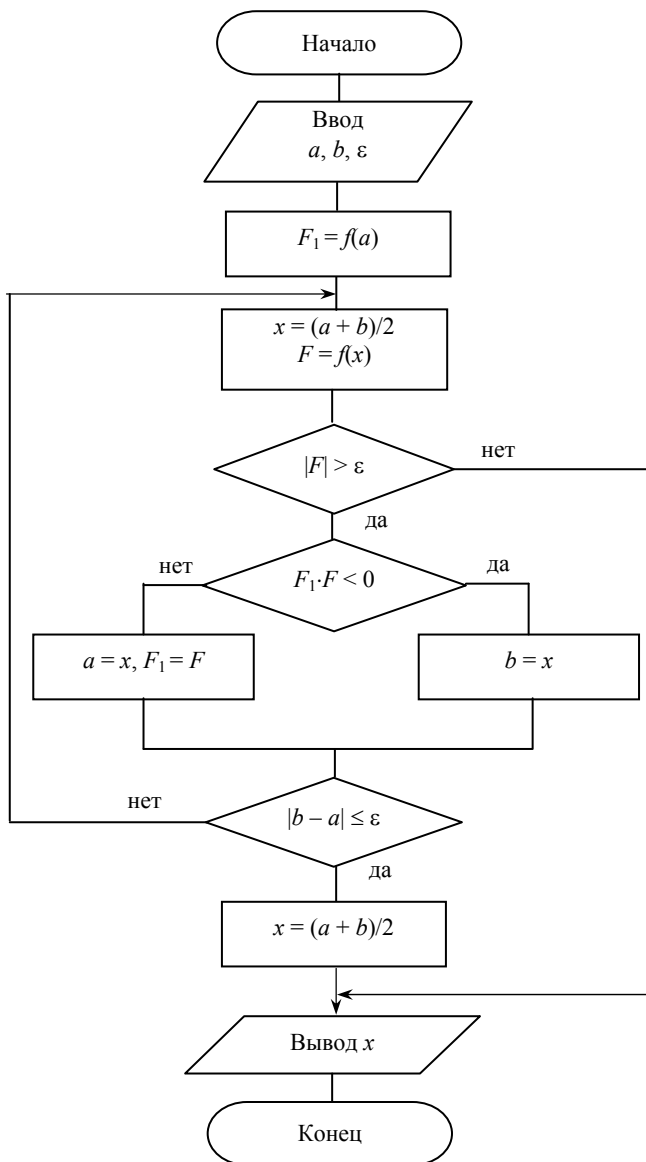 Начало
Ввод
a, b, ε
F₁ = f(a)
x = (a + b)/2
F = f(x)
|F| > ε
нет
да
нет
F₁·F < 0
да
a = x, F₁ = F
b = x
нет
|b – a| ≤ ε
да
x = (a + b)/2
Вывод x
Конец